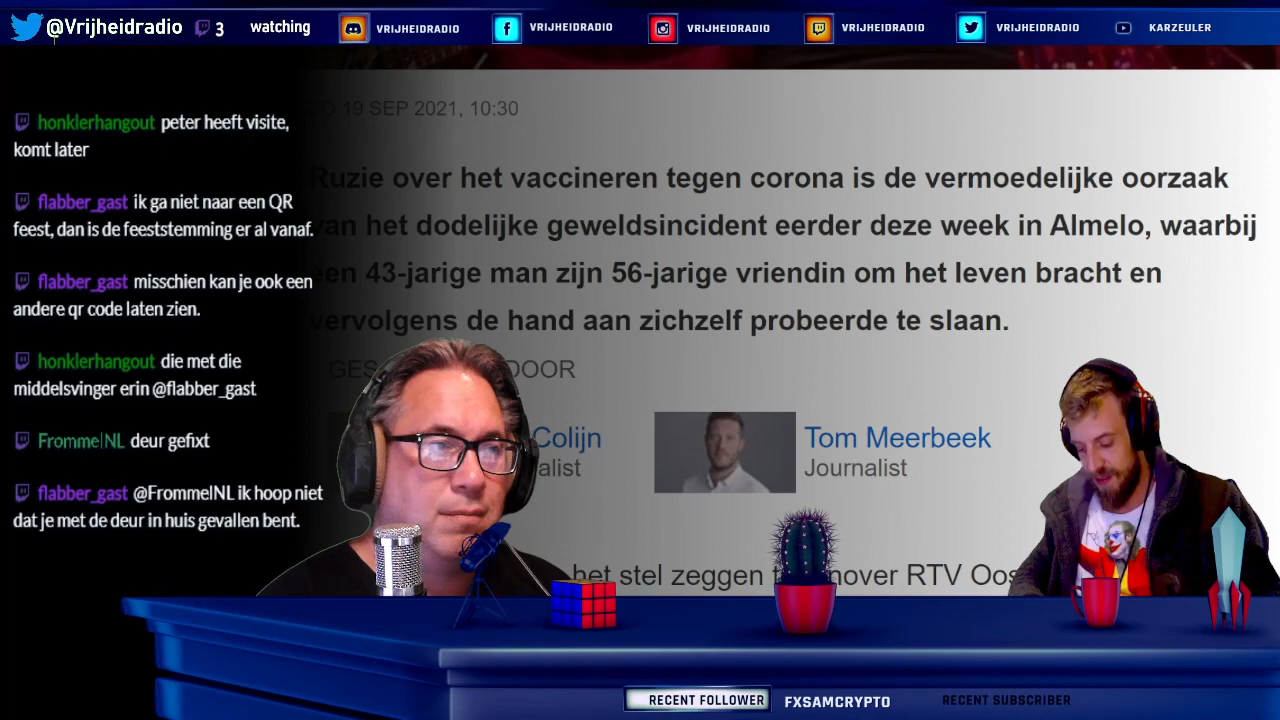 @Vrijheidradio 3 watching VRIJHEIDRADIO VRIJHEIDRADIO VRIJHEIDRADIO VRIJHEIDRADIO VRIJHEIDRADIO KARZEULER
19 SEP 2021, 10:30
honklerhangout peter heeft visite,
komt later
flabber_gast ik ga niet naar een QR
feest, dan is de feeststemming er al vanaf.
flabber_gast misschien kan je ook een
andere qr code laten zien.
honklerhangout die met die
middelsvinger erin @flabber_gast
FrommelNL deur gefixt
flabber_gast @FrommelNL ik hoop niet
dat je met de deur in huis gevallen bent.
Ruzie over het vaccineren tegen corona is de vermoedelijke oorzaak
van het dodelijke geweldsincident eerder deze week in Almelo, waarbij
een 43-jarige man zijn 56-jarige vriendin om het leven bracht en
vervolgens de hand aan zichzelf probeerde te slaan.
DOOR
Colijn
Tom Meerbeek
Journalist
het stel zeggen RTV
RECENT FOLLOWER FXSAMCRYPTO RECENT SUBSCRIBER